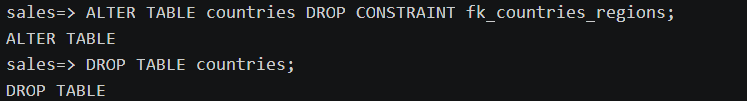 sales=> ALTER TABLE countries DROP CONSTRAINT fk_countries_regions;
ALTER TABLE
sales=> DROP TABLE countries;
DROP TABLE